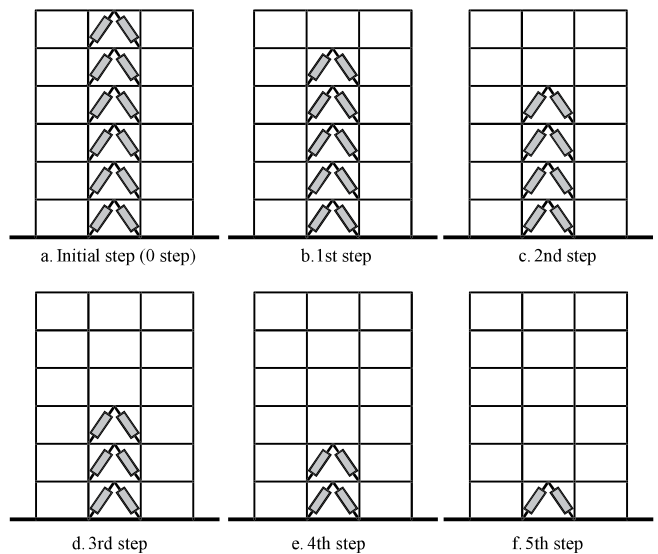 a. Initial step (0 step)
b.1st step
c. 2nd step
d. 3rd step
e. 4th step
f. 5th step